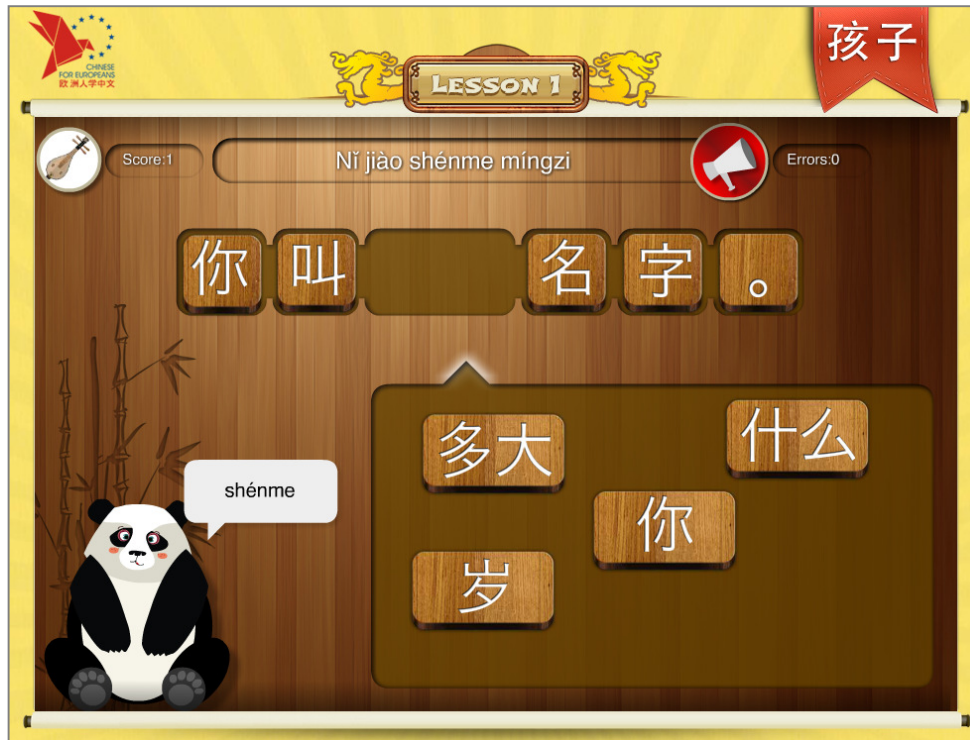 CHINESE
FOR EUROPEANS
欧洲人学中文
LESSON 1
孩子
Score:1
Nǐ jiào shénme míngzi
Errors:0
你叫名字。
多大
什么
shénme
你
岁